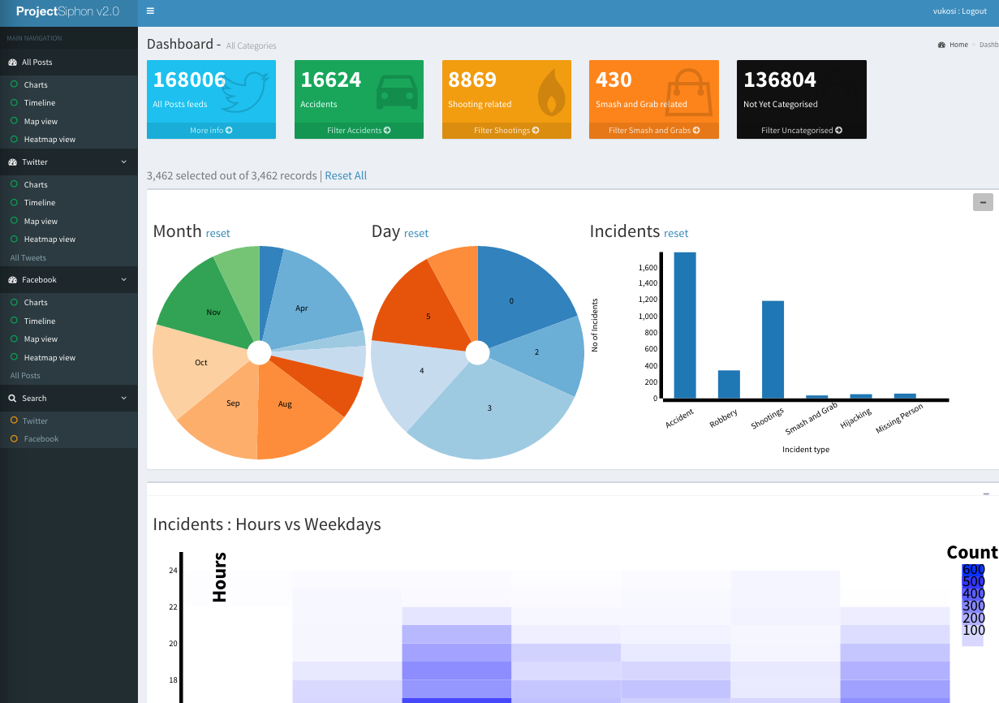 ProjectSiphon v2.0
vukosi : Logout
MAIN NAVIGATION
All Posts
Charts
Timeline
Map view
Heatmap view
Twitter
Charts
Timeline
Map view
Heatmap view
All Tweets
Facebook
Charts
Timeline
Map view
Heatmap view
All Posts
Search
Twitter
Facebook
Dashboard - All Categories
Home > Dashb
168006
All Posts feeds
More info
16624
Accidents
Filter Accidents
8869
Shooting related
Filter Shootings
430
Smash and Grab related
Filter Smash and Grabs
136804
Not Yet Categorised
Filter Uncategorised
3,462 selected out of 3,462 records | Reset All
Month reset
Nov
Apr
Oct
Sep
Aug
Day reset
0
5
2
4
3
Incidents reset
No of Incidents
1,600
1,400
1,200
1,000
800
600
400
200
0
Accident
Robbery
Shootings
Smash and Grab
Hijacking
Missing Person
Incident type
Incidents : Hours vs Weekdays
Hours
24
22
20
18
Count
600
500
400
300
200
100